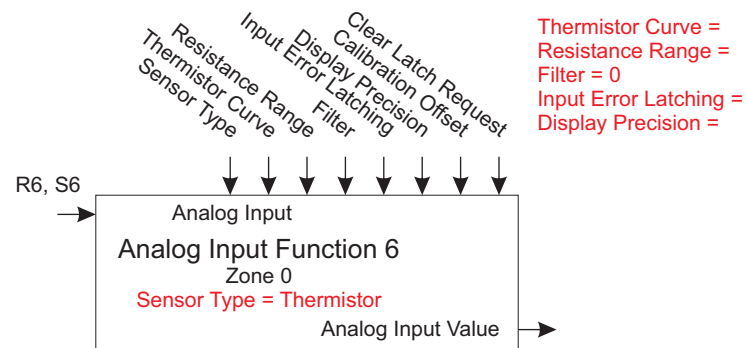 Sensor Type
Thermistor Curve
Resistance Range
Filter
Input Error Latching
Display Precision
Calibration Offset
Clear Latch Request
Thermistor Curve =
Resistance Range =
Filter = 0
Input Error Latching =
Display Precision =
R6, S6
Analog Input
Analog Input Function 6
Zone 0
Sensor Type = Thermistor
Analog Input Value